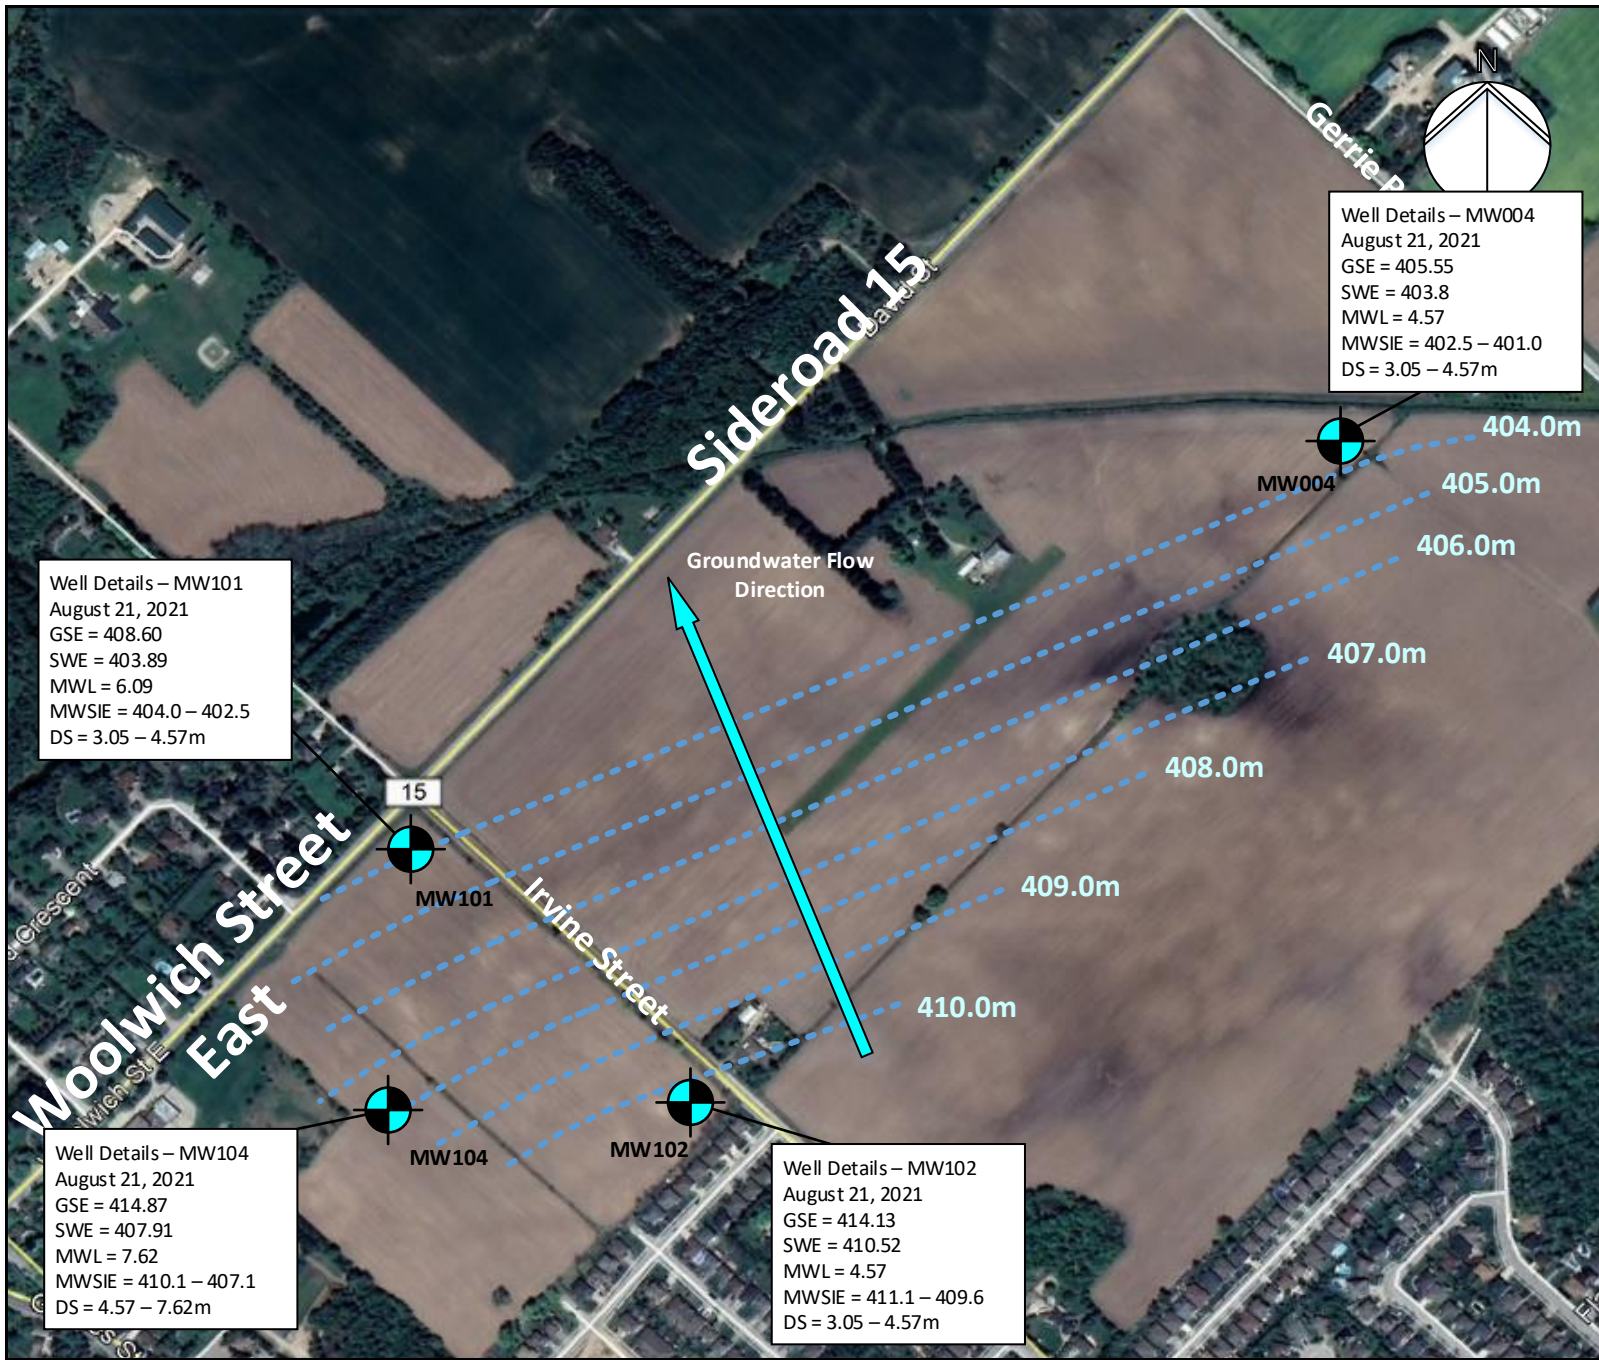 N
Gerrie
Well Details – MW004
August 21, 2021
GSE = 405.55
SWE = 403.8
MWL = 4.57
MWSIE = 402.5 – 401.0
DS = 3.05 – 4.57m
Sideroad 15
David St
404.0m
MW004
405.0m
406.0m
Groundwater Flow
Direction
Well Details – MW101
August 21, 2021
GSE = 408.60
SWE = 403.89
MWL = 6.09
MWSIE = 404.0 – 402.5
DS = 3.05 – 4.57m
407.0m
408.0m
15
MW101
409.0m
Crescent
Irvine Street
Woolwich Street
East
410.0m
wich St E
MW104
MW102
Well Details – MW104
August 21, 2021
GSE = 414.87
SWE = 407.91
MWL = 7.62
MWSIE = 410.1 – 407.1
DS = 4.57 – 7.62m
Well Details – MW102
August 21, 2021
GSE = 414.13
SWE = 410.52
MWL = 4.57
MWSIE = 411.1 – 409.6
DS = 3.05 – 4.57m